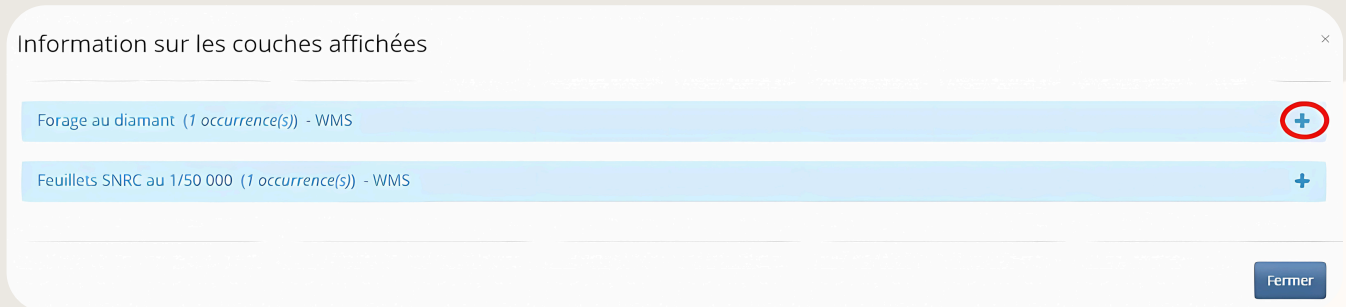 Information sur les couches affichées
×
Forage au diamant (1 occurrence(s)) - WMS
Feuillets SNRC au 1/50 000 (1 occurrence(s)) - WMS
Fermer